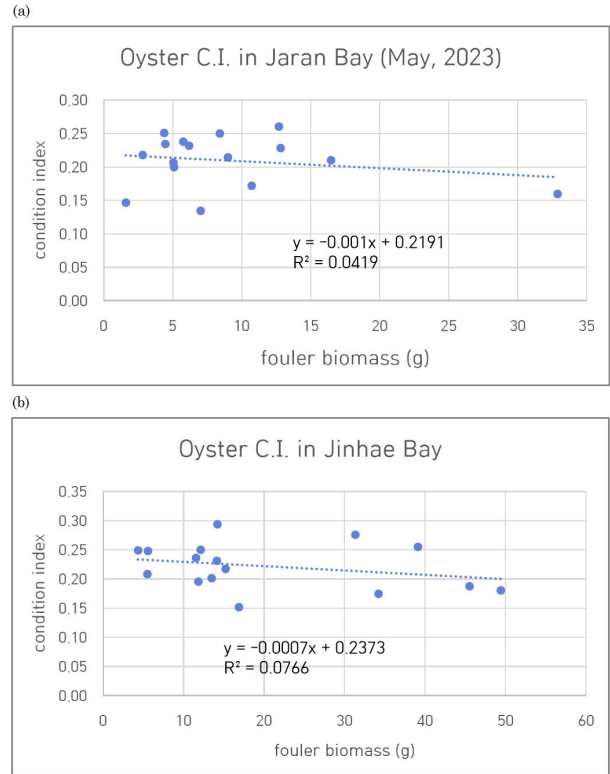 (a)
Oyster C.I. in Jaran Bay (May, 2023)
0.30
0.25
0.20
0.15
0.10
0.05
0.00
condition index
y = −0.001x + 0.2191
R² = 0.0419
0 5 10 15 20 25 30 35
fouler biomass (g)
(b)
Oyster C.I. in Jinhae Bay
0.35
0.30
0.25
0.20
0.15
0.10
0.05
0.00
condition index
y = −0.0007x + 0.2373
R² = 0.0766
0 10 20 30 40 50 60
fouler biomass (g)